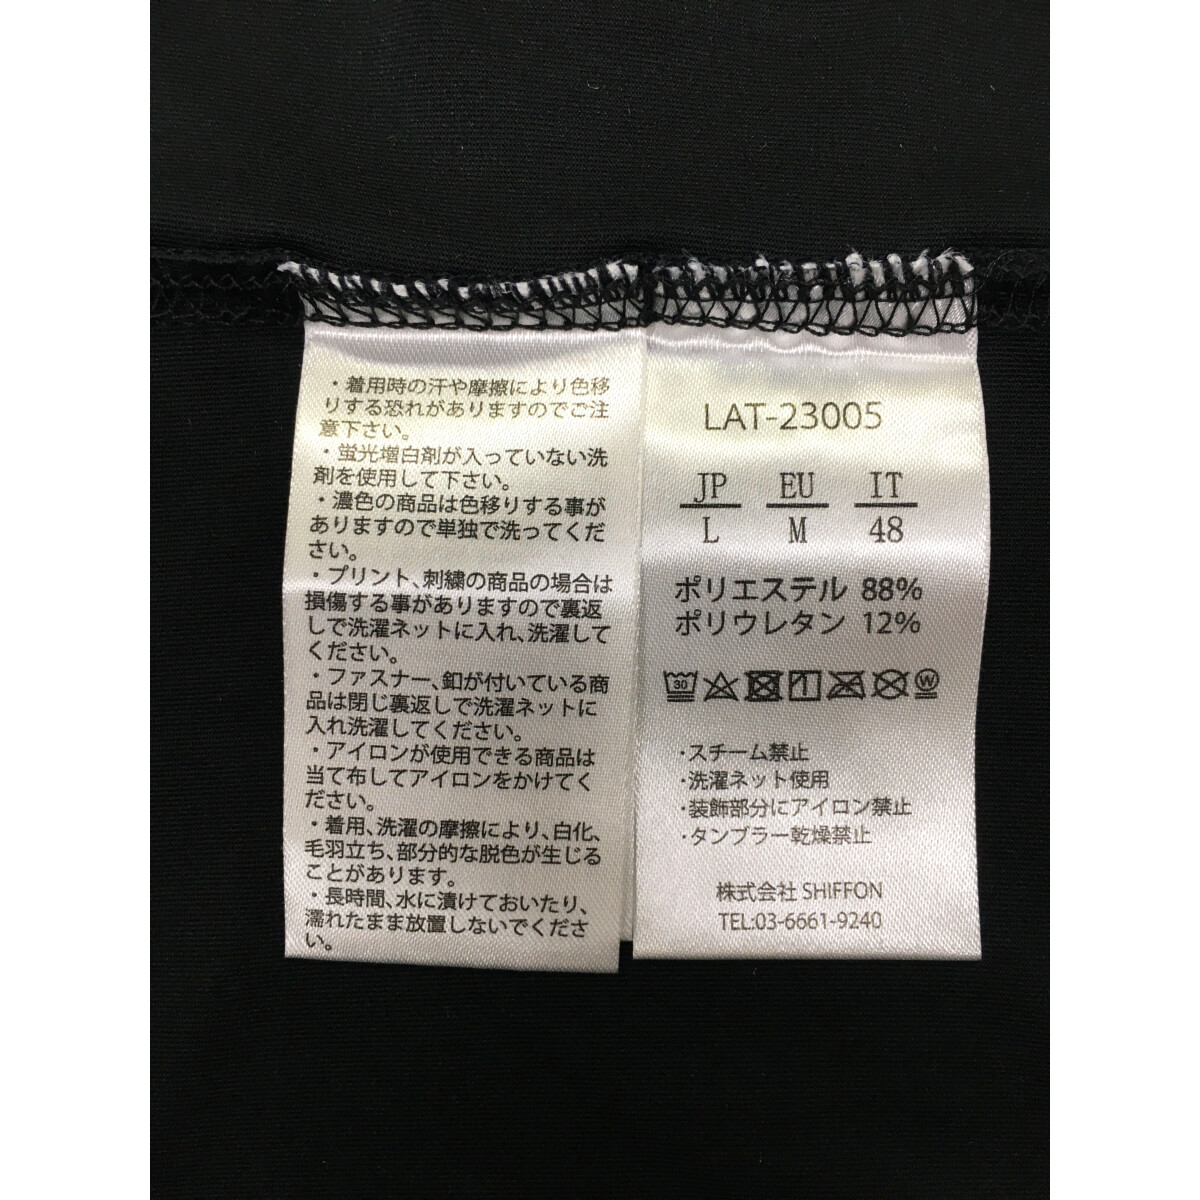 ・着用時の汗や摩擦により色移
りする恐れがありますのでご注
意下さい。
・蛍光増白剤が入っていない洗
剤を使用して下さい。
・濃色の商品は色移りする事が
ありますので単独で洗ってくだ
さい。
・プリント、刺繍の商品の場合は
損傷する事がありますので裏返
しで洗濯ネットに入れ、洗濯して
ください。
・ファスナー、釦が付いている商
品は閉じ裏返しで洗濯ネットに
入れ洗濯してください。
・アイロンが使用できる商品は
当て布してアイロンをかけてく
ださい。
・着用、洗濯の摩擦により、白化、
毛羽立ち、部分的な脱色が生じる
ことがあります。
・長時間、水に漬けておいたり、
濡れたまま放置しないでくださ
い。
LAT-23005
JP EU IT
L M 48
ポリエステル 88%
ポリウレタン 12%
30 W
・スチーム禁止
・洗濯ネット使用
・装飾部分にアイロン禁止
・タンブラー乾燥禁止
株式会社 SHIFFON
TEL:03-6661-9240